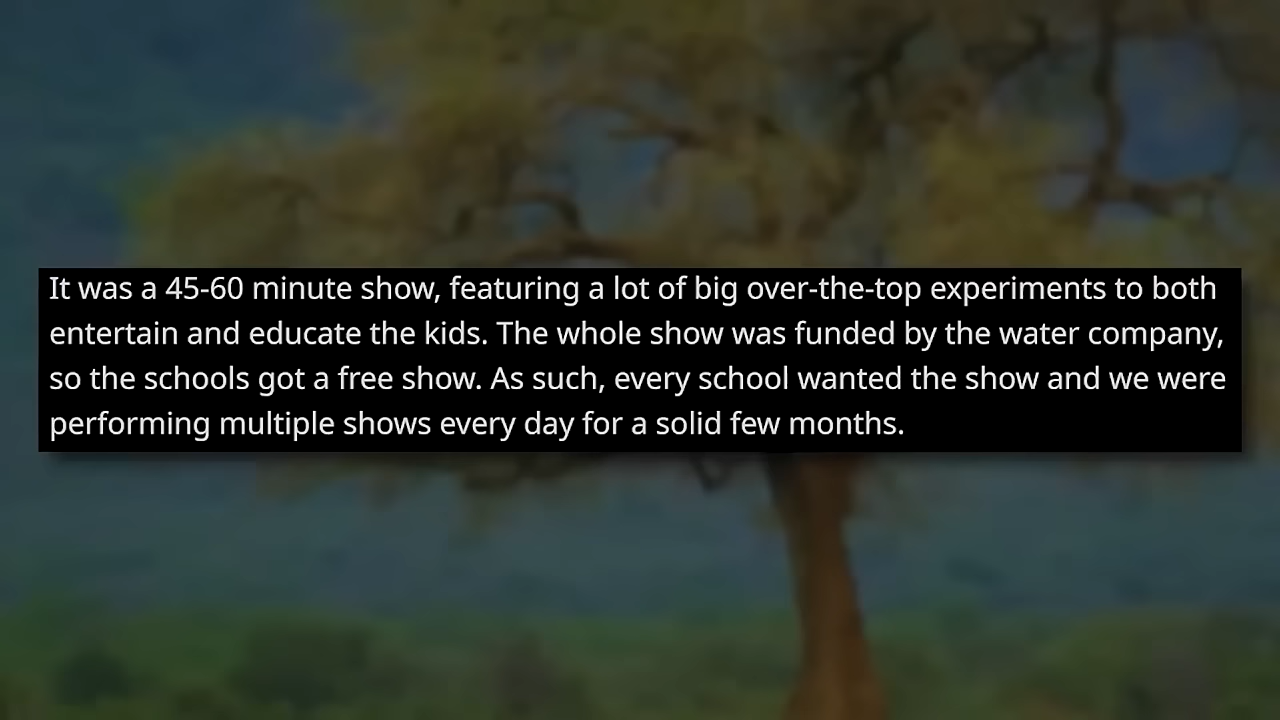 It was a 45-60 minute show, featuring a lot of big over-the-top experiments to both
entertain and educate the kids. The whole show was funded by the water company,
so the schools got a free show. As such, every school wanted the show and we were
performing multiple shows every day for a solid few months.